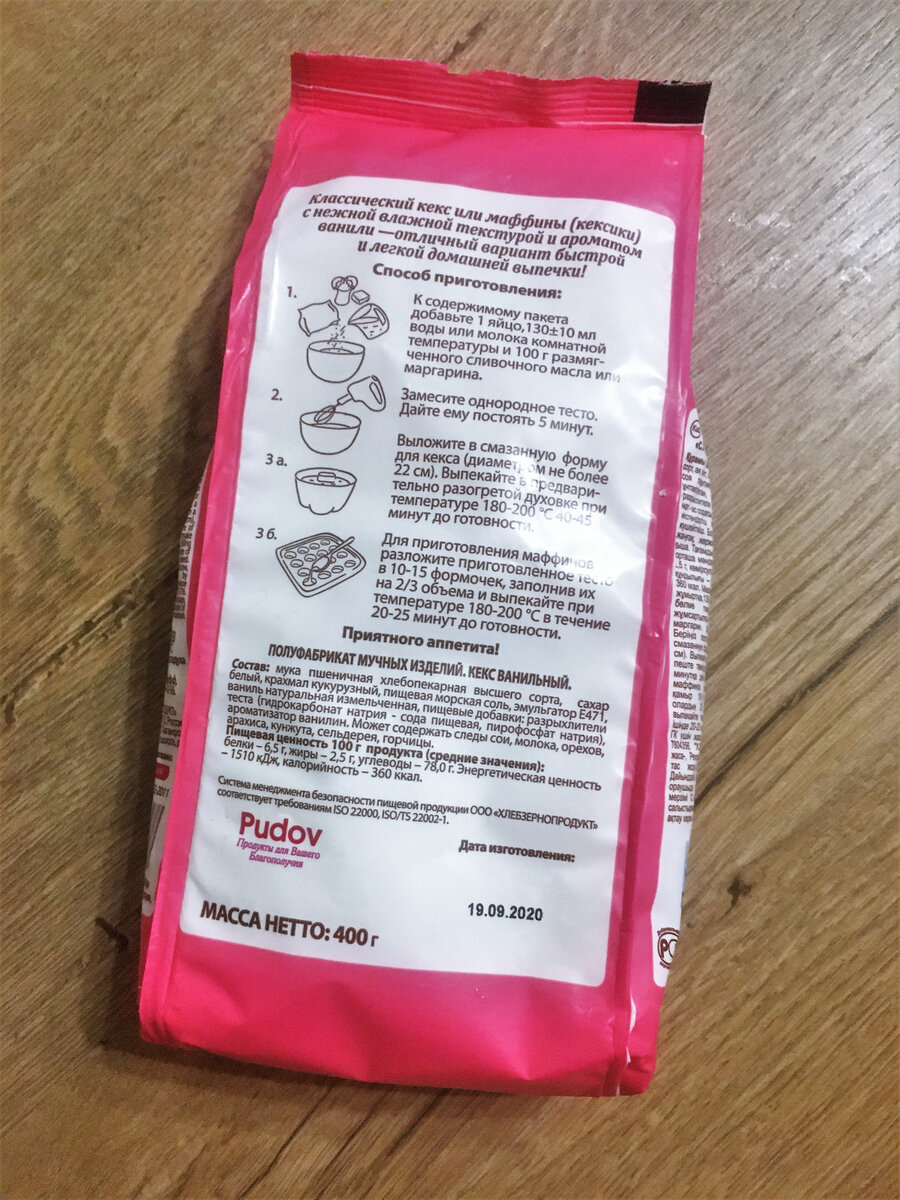 Классический кекс или маффины (кексики)
с нежной влажной текстурой и ароматом
ванили —отличный вариант быстрой
и легкой домашней выпечки!
Способ приготовления:
1.
К содержимому пакета
добавьте 1 яйцо,130±10 мл
воды или молока комнатной
температуры и 100 г размяг-
ченного сливочного масла или
маргарина.
2.
Замесите однородное тесто.
Дайте ему постоять 5 минут.
3 а.
Выложите в смазанную форму
для кекса (диаметром не более
22 см). Выпекайте в предвари-
тельно разогретой духовке при
температуре 180-200 °С 40-45
минут до готовности.
3 б.
Для приготовления маффинов
разложите приготовленное тесто
в 10-15 формочек, заполнив их
на 2/3 объема и выпекайте при
температуре 180-200 °С в течение
20-25 минут до готовности.
Приятного аппетита!
ПОЛУФАБРИКАТ МУЧНЫХ ИЗДЕЛИЙ. КЕКС ВАНИЛЬНЫЙ.
Состав: мука пшеничная хлебопекарная высшего сорта, сахар
белый, крахмал кукурузный, пищевая морская соль, эмульгатор Е471,
ваниль натуральная измельченная, пищевые добавки: разрыхлители
теста (гидрокарбонат натрия - сода пищевая, пирофосфат натрия),
ароматизатор ванилин. Может содержать следы сои, молока, орехов,
арахиса, кунжута, сельдерея, горчицы.
Пищевая ценность 100 г продукта (средние значения):
белки – 6,5 г, жиры – 2,5 г, углеводы – 78,0 г. Энергетическая ценность
– 1510 кДж, калорийность – 360 ккал.
Система менеджмента безопасности пищевой продукции ООО «ХЛЕБЗЕРНОПРОДУКТ»
соответствует требованиям ISO 22000, ISO/TS 22002-1.
Pudov
Продукты для Вашего
Благополучия
Дата изготовления:
19.09.2020
МАССА НЕТТО: 400 г